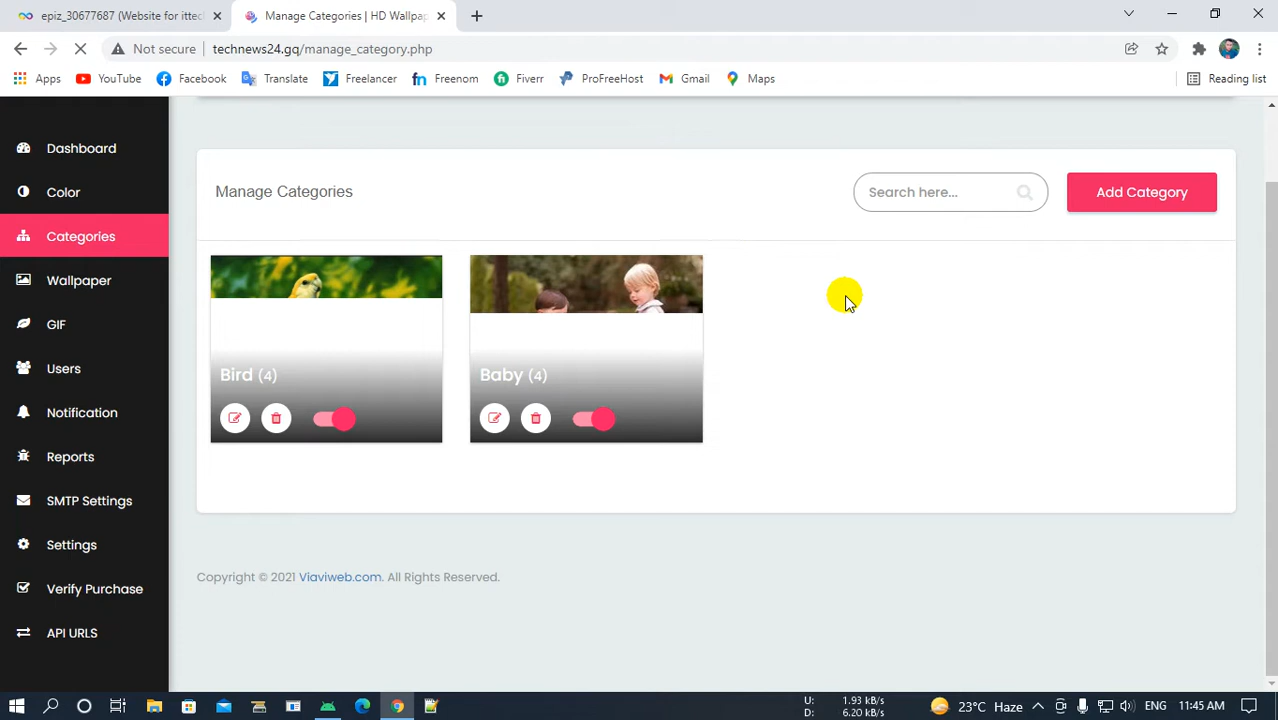 epiz_30677687 (Website for ittech
Manage Categories | HD Wallpap
Not secure
technews24.gq/manage_category.php
Apps
YouTube
Facebook
Translate
Freelancer
Freenom
Fiverr
ProFreeHost
Gmail
Maps
Reading list
Dashboard
Color
Categories
Wallpaper
GIF
Users
Notification
Reports
SMTP Settings
Settings
Verify Purchase
API URLS
Manage Categories
Search here...
Add Category
Bird (4)
Baby (4)
Copyright © 2021 Viaviweb.com. All Rights Reserved.
U: 1.93 kB/s
D: 6.20 kB/s
23°C Haze
ENG
11:45 AM